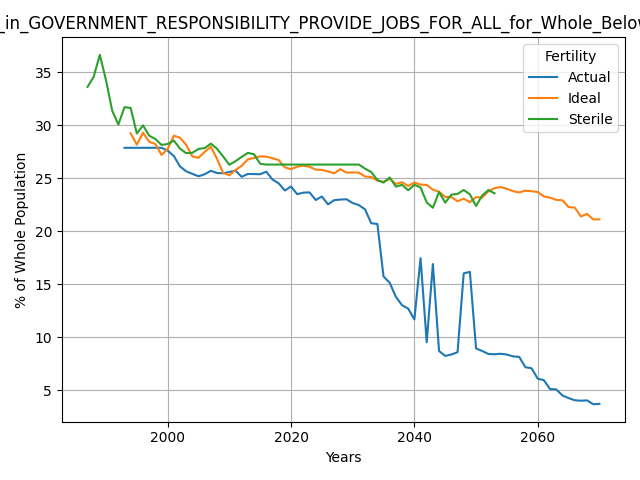 _in_GOVERNMENT_RESPONSIBILITY_PROVIDE_JOBS_FOR_ALL_for_Whole_Below
Fertility
Actual
Ideal
Sterile
% of Whole Population
35
30
25
20
15
10
5
2000
2020
2040
2060
Years